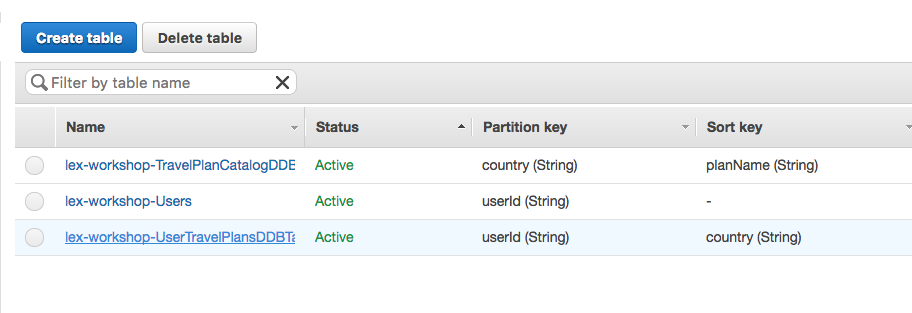 Create table Delete table
Filter by table name
Name Status Partition key Sort key
lex-workshop-TravelPlanCatalogDDB Active country (String) planName (String)
lex-workshop-Users Active userId (String) -
lex-workshop-UserTravelPlansDDBTa Active userId (String) country (String)